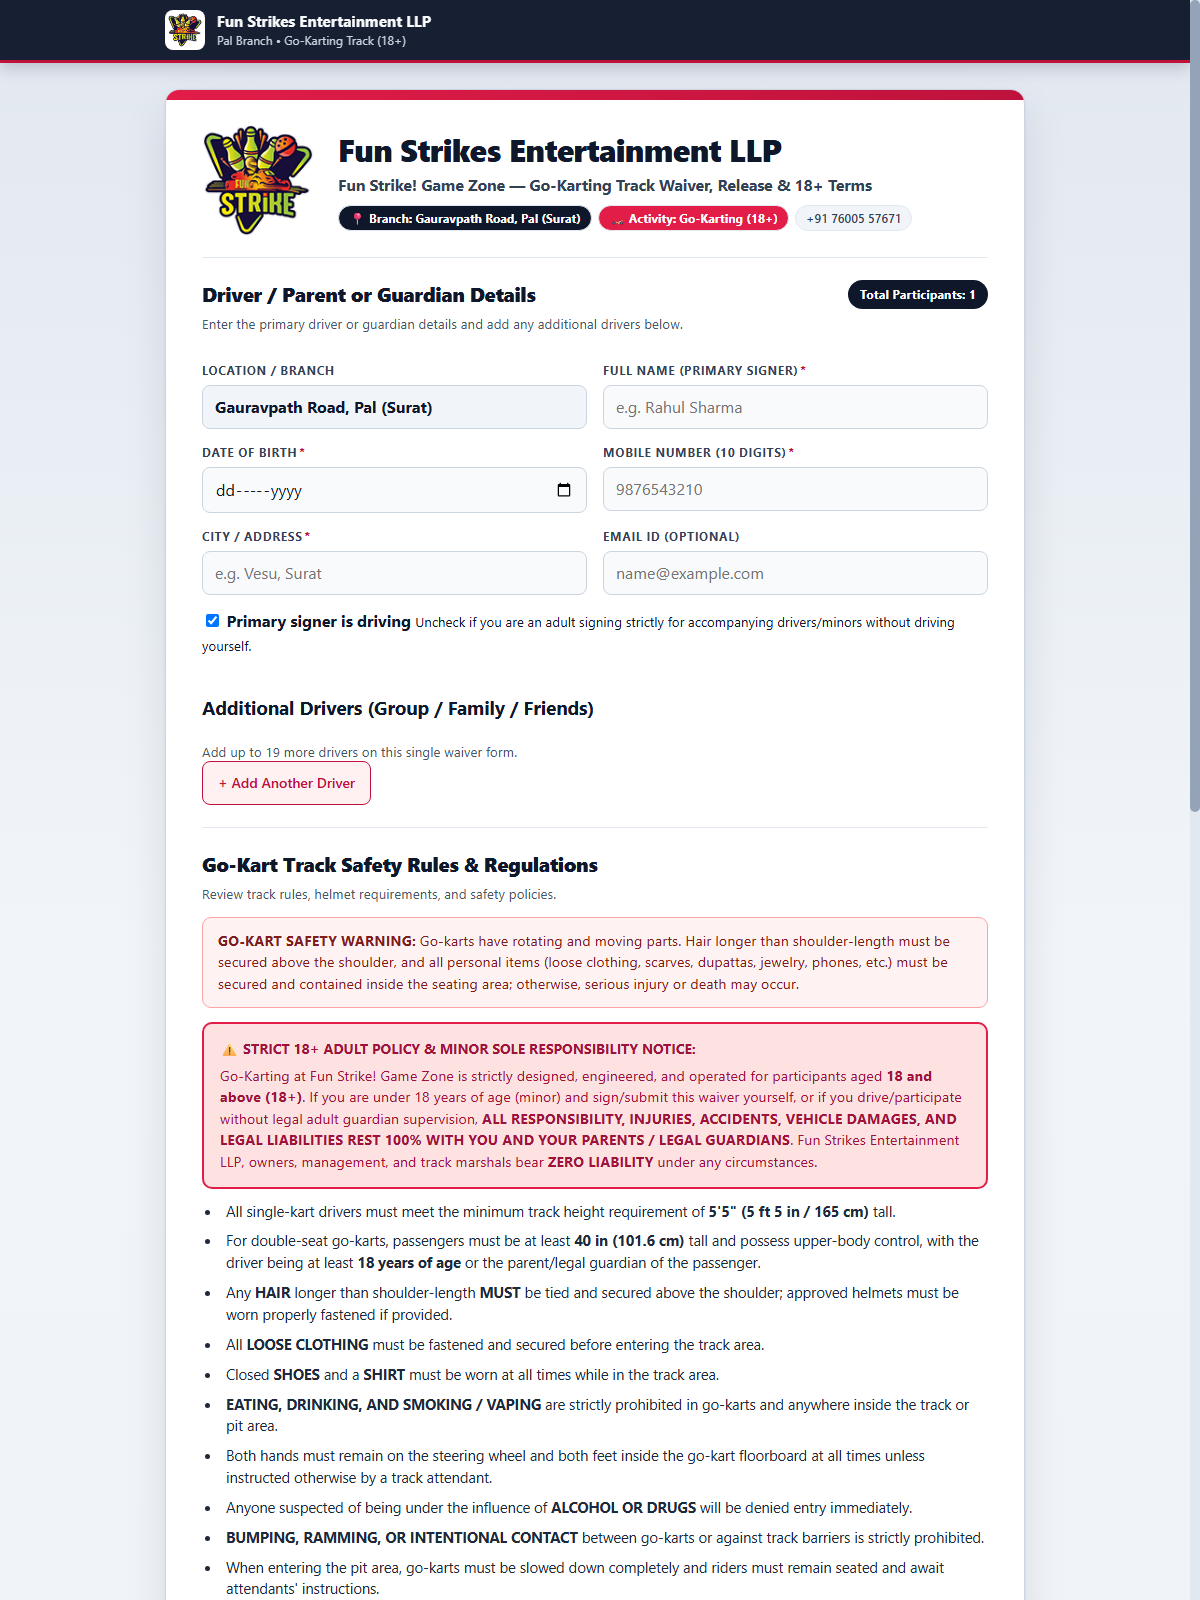 Fun Strikes Entertainment LLP
Pal Branch • Go-Karting Track (18+)
STRIKE
FUN
STRIKE
Fun Strikes Entertainment LLP
Fun Strike! Game Zone — Go-Karting Track Waiver, Release & 18+ Terms
Branch: Gauravpath Road, Pal (Surat)
Activity: Go-Karting (18+)
+91 76005 57671
Driver / Parent or Guardian Details
Total Participants: 1
Enter the primary driver or guardian details and add any additional drivers below.
LOCATION / BRANCH
FULL NAME (PRIMARY SIGNER) *
Gauravpath Road, Pal (Surat)
e.g. Rahul Sharma
DATE OF BIRTH *
MOBILE NUMBER (10 DIGITS) *
dd-----yyyy
9876543210
CITY / ADDRESS *
EMAIL ID (OPTIONAL)
e.g. Vesu, Surat
name@example.com
Primary signer is driving Uncheck if you are an adult signing strictly for accompanying drivers/minors without driving
yourself.
Additional Drivers (Group / Family / Friends)
Add up to 19 more drivers on this single waiver form.
+ Add Another Driver
Go-Kart Track Safety Rules & Regulations
Review track rules, helmet requirements, and safety policies.
GO-KART SAFETY WARNING: Go-karts have rotating and moving parts. Hair longer than shoulder-length must be
secured above the shoulder, and all personal items (loose clothing, scarves, dupattas, jewelry, phones, etc.) must be
secured and contained inside the seating area; otherwise, serious injury or death may occur.
⚠️ STRICT 18+ ADULT POLICY & MINOR SOLE RESPONSIBILITY NOTICE:
Go-Karting at Fun Strike! Game Zone is strictly designed, engineered, and operated for participants aged 18 and
above (18+). If you are under 18 years of age (minor) and sign/submit this waiver yourself, or if you drive/participate
without legal adult guardian supervision, ALL RESPONSIBILITY, INJURIES, ACCIDENTS, VEHICLE DAMAGES, AND
LEGAL LIABILITIES REST 100% WITH YOU AND YOUR PARENTS / LEGAL GUARDIANS. Fun Strikes Entertainment
LLP, owners, management, and track marshals bear ZERO LIABILITY under any circumstances.
• All single-kart drivers must meet the minimum track height requirement of 5'5" (5 ft 5 in / 165 cm) tall.
• For double-seat go-karts, passengers must be at least 40 in (101.6 cm) tall and possess upper-body control, with the
driver being at least 18 years of age or the parent/legal guardian of the passenger.
• Any HAIR longer than shoulder-length MUST be tied and secured above the shoulder; approved helmets must be
worn properly fastened if provided.
• All LOOSE CLOTHING must be fastened and secured before entering the track area.
• Closed SHOES and a SHIRT must be worn at all times while in the track area.
• EATING, DRINKING, AND SMOKING / VAPING are strictly prohibited in go-karts and anywhere inside the track or
pit area.
• Both hands must remain on the steering wheel and both feet inside the go-kart floorboard at all times unless
instructed otherwise by a track attendant.
• Anyone suspected of being under the influence of ALCOHOL OR DRUGS will be denied entry immediately.
• BUMPING, RAMMING, OR INTENTIONAL CONTACT between go-karts or against track barriers is strictly prohibited.
• When entering the pit area, go-karts must be slowed down completely and riders must remain seated and await
attendants' instructions.